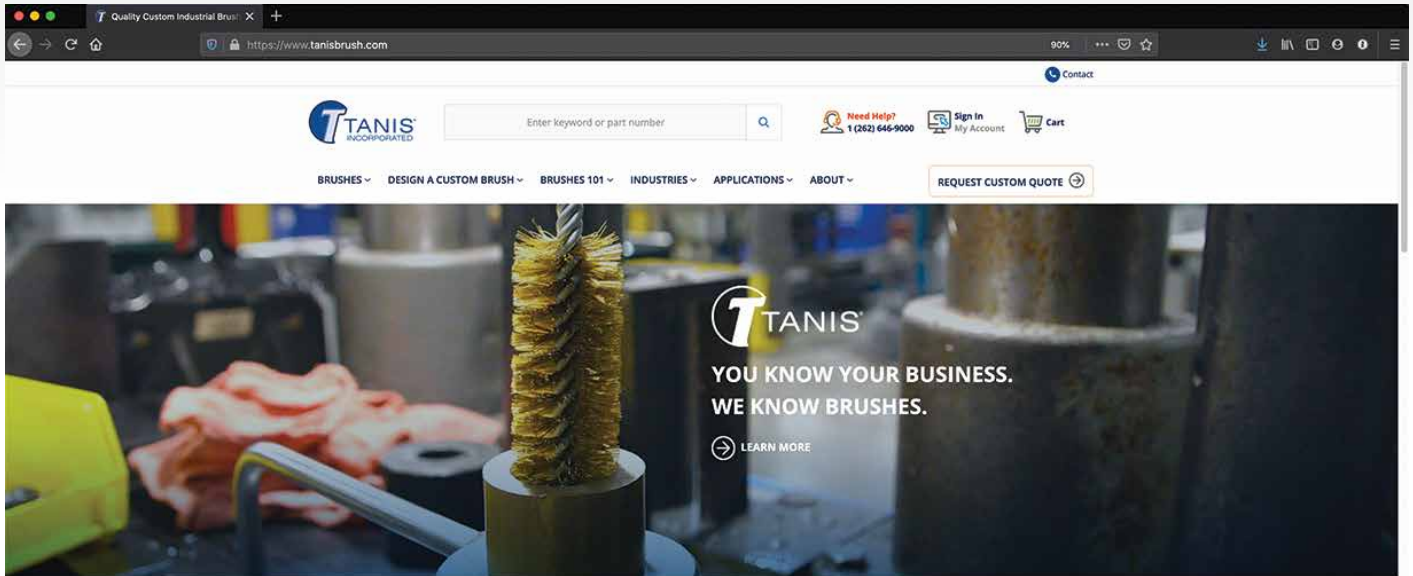 Quality Custom Industrial Brush
https://www.tanisbrush.com
90%
Contact
TANIS
INCORPORATED
Enter keyword or part number
Need Help?
1 (262) 646-9000
Sign In
My Account
Cart
BRUSHES DESIGN A CUSTOM BRUSH BRUSHES 101 INDUSTRIES APPLICATIONS ABOUT
REQUEST CUSTOM QUOTE
TANIS
YOU KNOW YOUR BUSINESS.
WE KNOW BRUSHES.
LEARN MORE